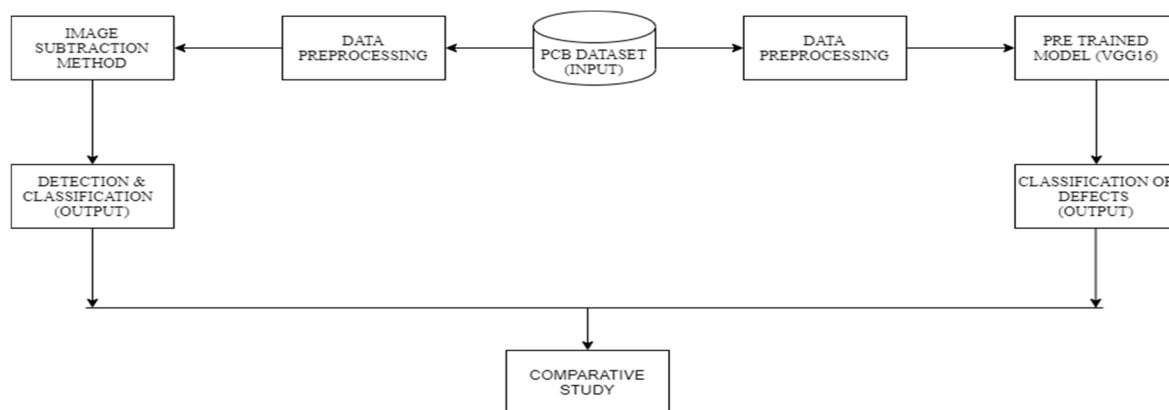 IMAGE
SUBTRACTION
METHOD
DATA
PREPROCESSING
PCB DATASET
(INPUT)
DATA
PREPROCESSING
PRE TRAINED
MODEL (VGG16)
DETECTION &
CLASSIFICATION
(OUTPUT)
CLASSIFICATION OF
DEFECTS
(OUTPUT)
COMPARATIVE
STUDY